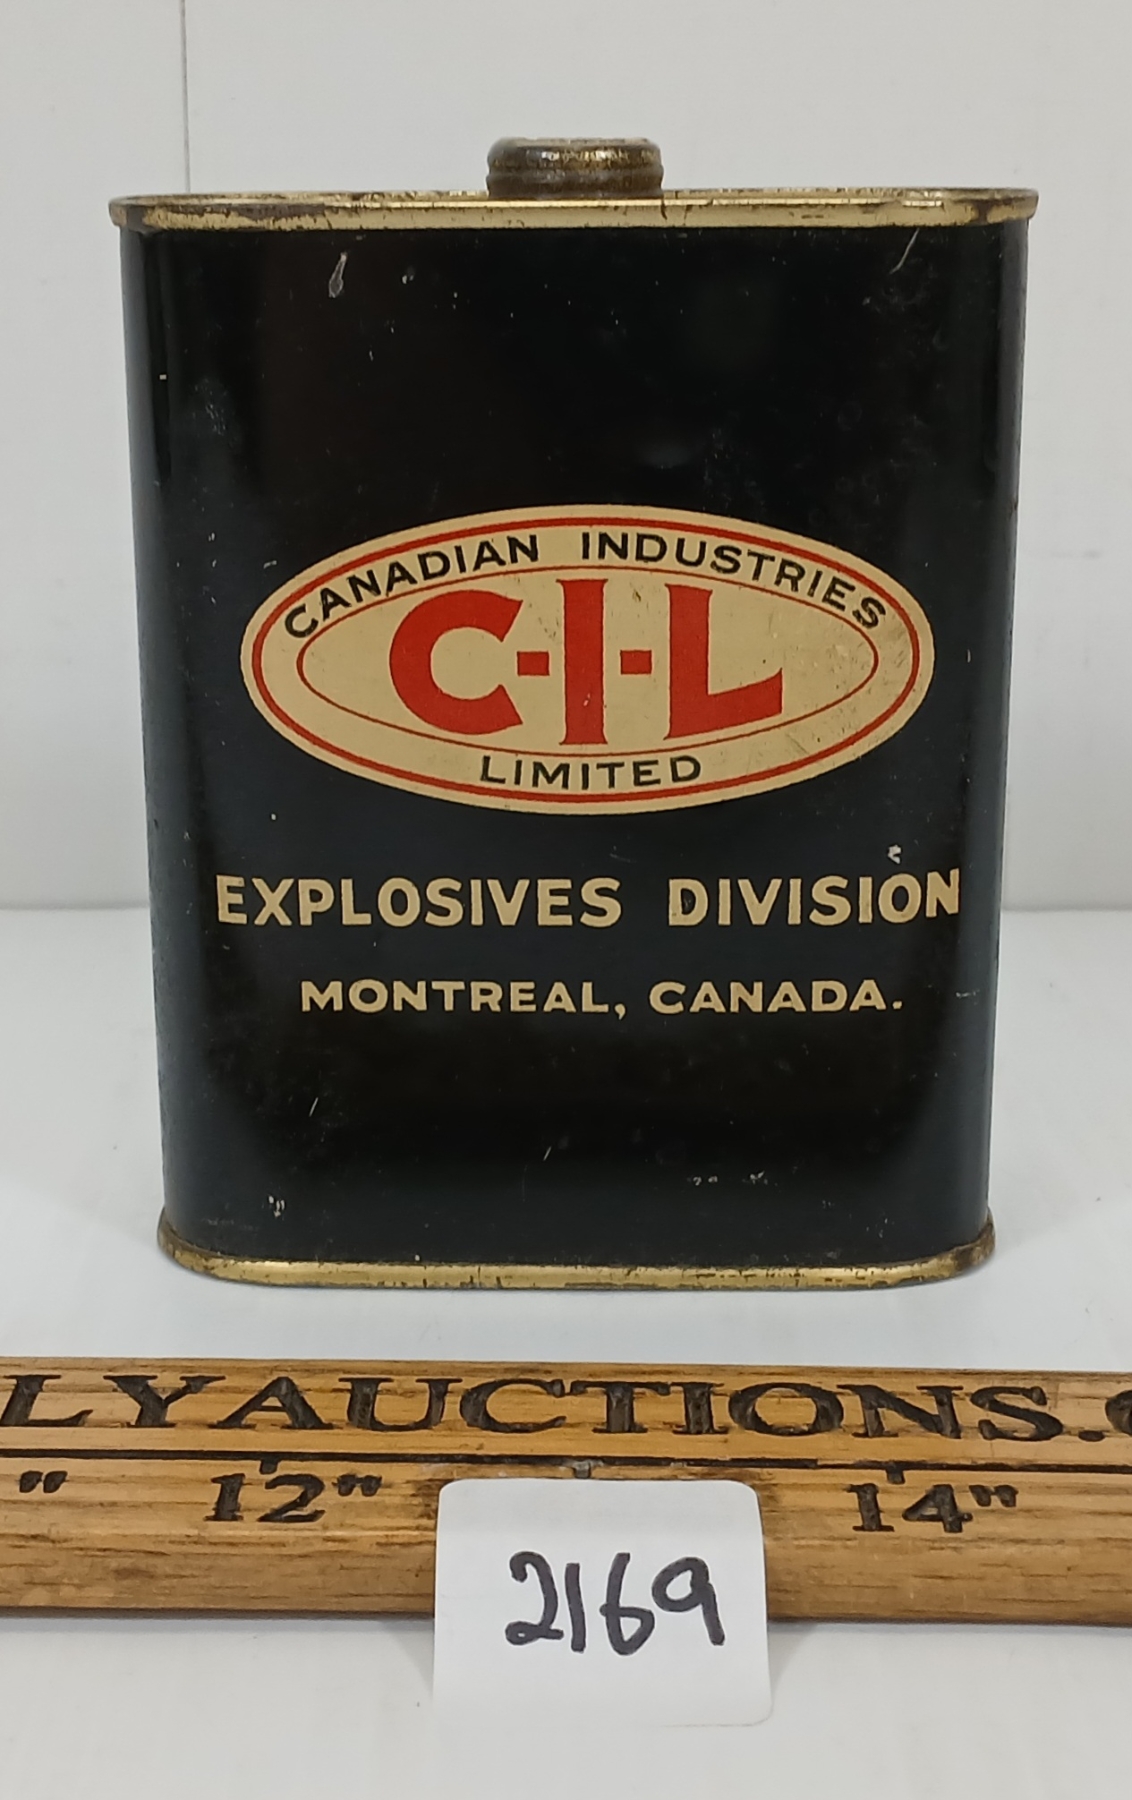 CANADIAN INDUSTRIES
C-I-L
LIMITED
EXPLOSIVES DIVISION
MONTREAL, CANADA.
LYAUCTIONS.
" 12" 14"
2169